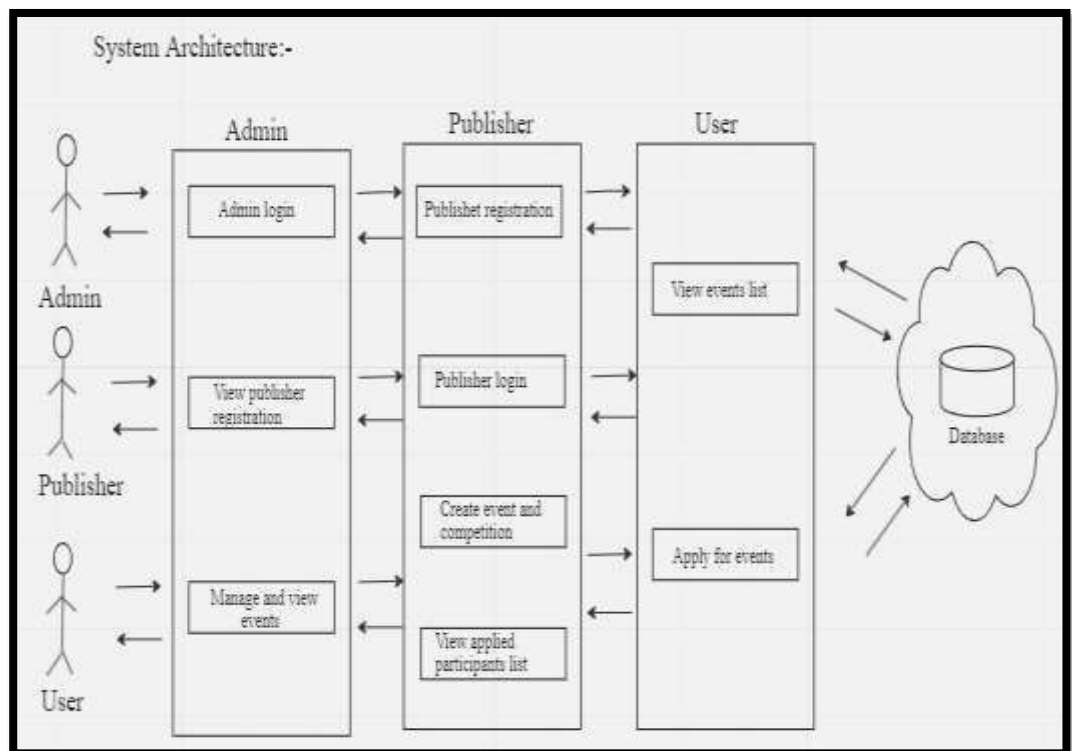 System Architecture:-
Admin
Publisher
User
Admin login
Publishet registration
View events list
Admin
View publisher
registration
Publisher login
Database
Publisher
Create event and
competition
Apply for events
Manage and view
events
View applied
participants list
User